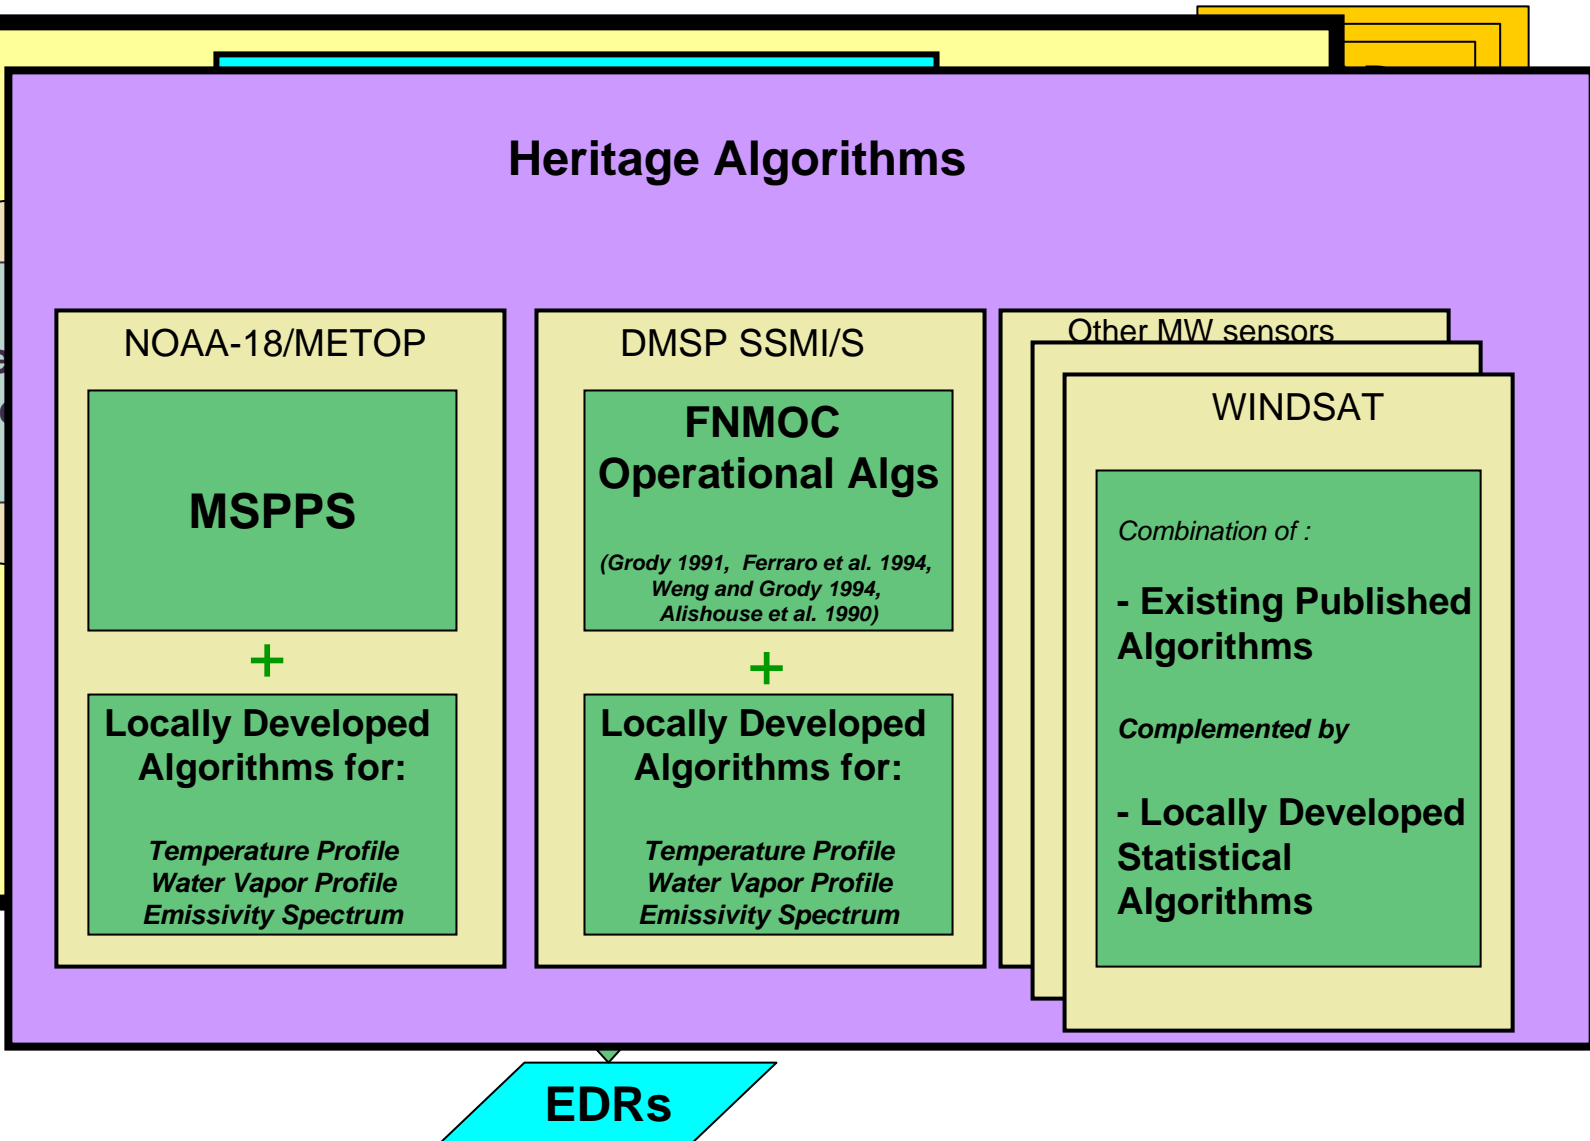 Heritage Algorithms
NOAA-18/METOP
MSPPS
+
Locally Developed
Algorithms for:
Temperature Profile
Water Vapor Profile
Emissivity Spectrum
DMSP SSMI/S
FNMOC
Operational Algs
(Grody 1991, Ferraro et al. 1994,
Weng and Grody 1994,
Alishouse et al. 1990)
+
Locally Developed
Algorithms for:
Temperature Profile
Water Vapor Profile
Emissivity Spectrum
Other MW sensors
WINDSAT
Combination of :
- Existing Published
Algorithms
Complemented by
- Locally Developed
Statistical
Algorithms
EDRs